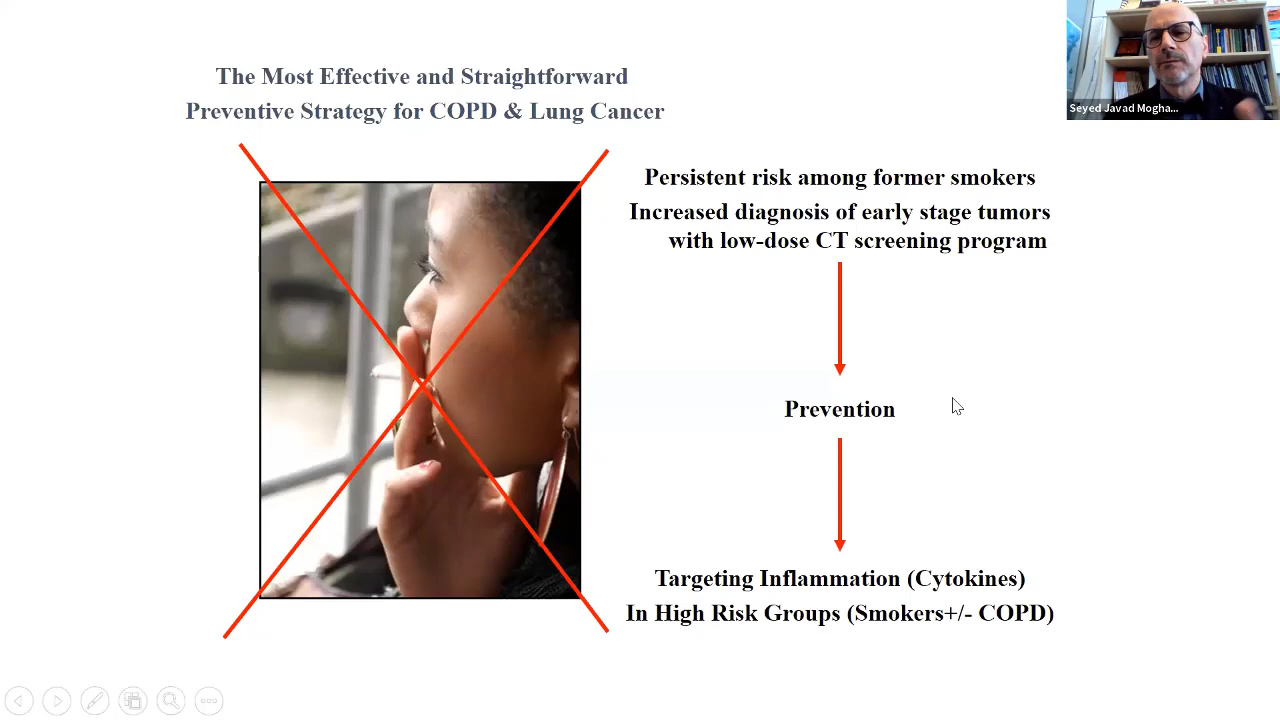 The Most Effective and Straightforward
Preventive Strategy for COPD & Lung Cancer
Seyed Javad Mogha...
Persistent risk among former smokers
Increased diagnosis of early stage tumors
with low-dose CT screening program
Prevention
Targeting Inflammation (Cytokines)
In High Risk Groups (Smokers+/- COPD)